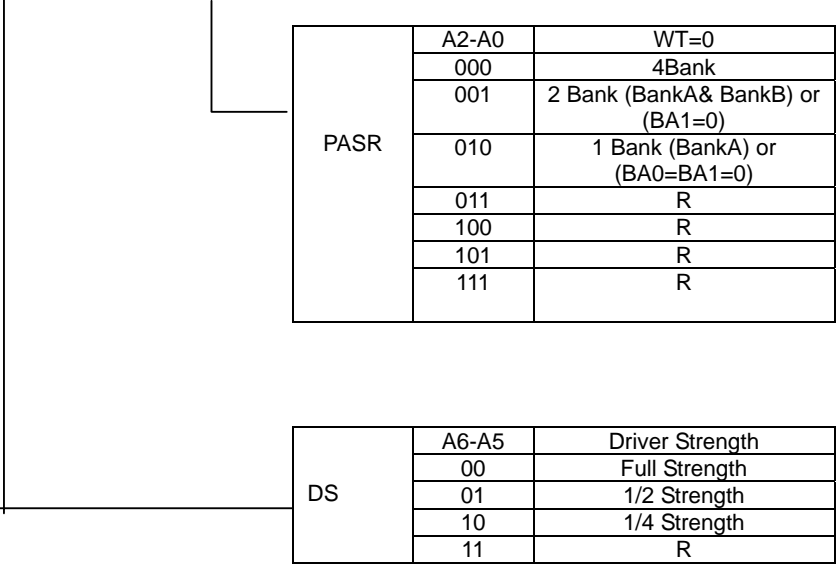 A2-A0 WT=0
000 4Bank
001 2 Bank (BankA& BankB) or
(BA1=0)
PASR 010 1 Bank (BankA) or
(BA0=BA1=0)
011 R
100 R
101 R
111 R
A6-A5 Driver Strength
00 Full Strength
DS 01 1/2 Strength
10 1/4 Strength
11 R